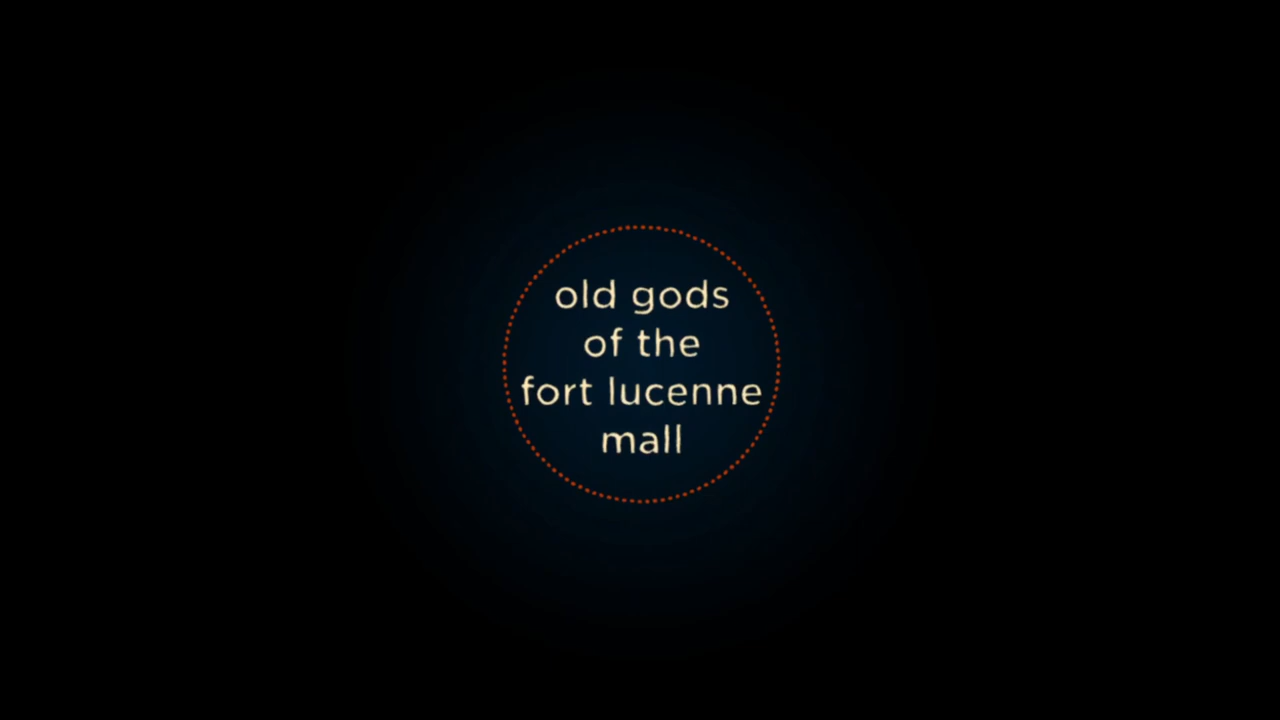 old gods
of the
fort lucenne
mall